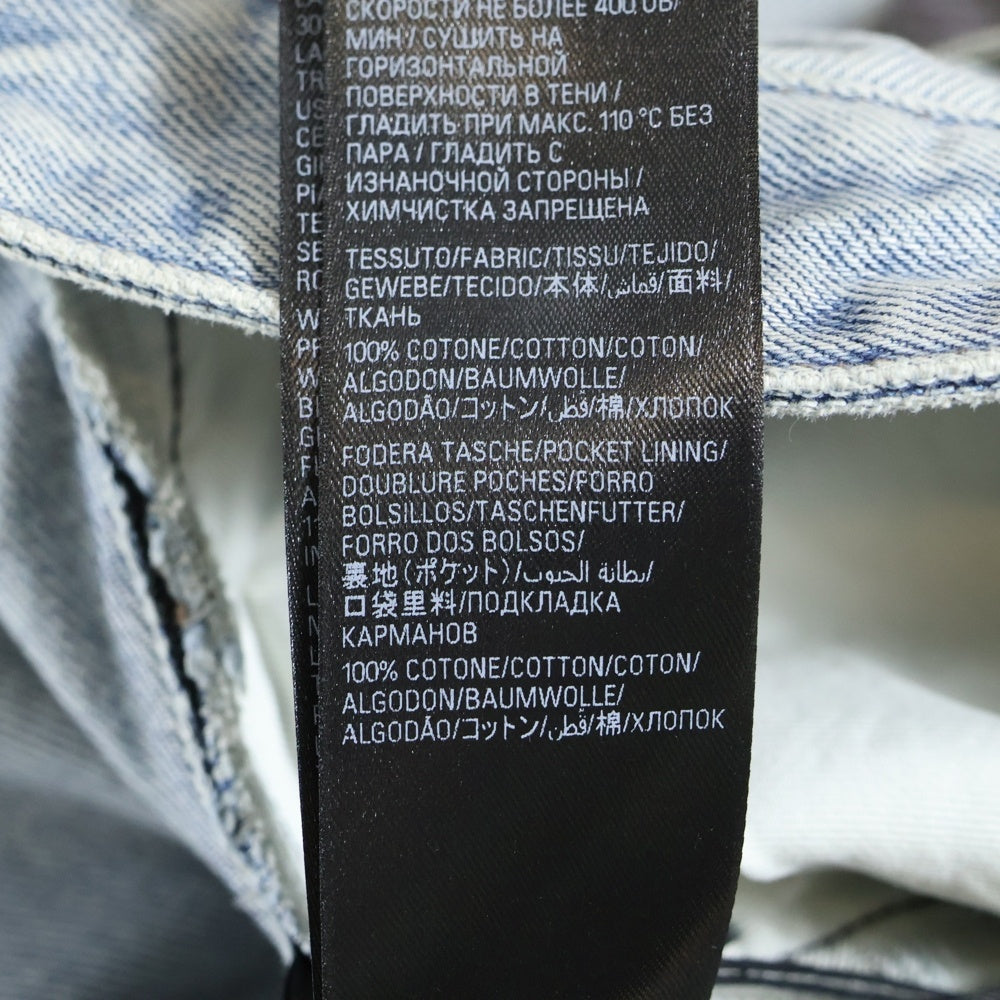 СКОРОСТИ НЕ БОЛЕЕ 400 ОБ/
МИН / СУШИТЬ НА
ГОРИЗОНТАЛЬНОЙ
ПОВЕРХНОСТИ В ТЕНИ /
ГЛАДИТЬ ПРИ МАКС. 110 °C БЕЗ
ПАРА / ГЛАДИТЬ С
ИЗНАНОЧНОЙ СТОРОНЫ /
ХИМЧИСТКА ЗАПРЕЩЕНА
TESSUTO/FABRIC/TISSU/TEJIDO/
GEWEBE/TECIDO/本体/قماش/面料/
ТКАНЬ
100% COTONE/COTTON/COTON/
ALGODON/BAUMWOLLE/
ALGODÃO/コットン/قطن/棉/ХЛОПОК
FODERA TASCHE/POCKET LINING/
DOUBLURE POCHES/FORRO
BOLSILLOS/TASCHENFUTTER/
FORRO DOS BOLSOS/
裏地(ポケット)/بطانة الجيوب/
口袋里料/ПОДКЛАДКА
КАРМАНОВ
100% COTONE/COTTON/COTON/
ALGODON/BAUMWOLLE/
ALGODÃO/コットン/قطن/棉/ХЛОПОК